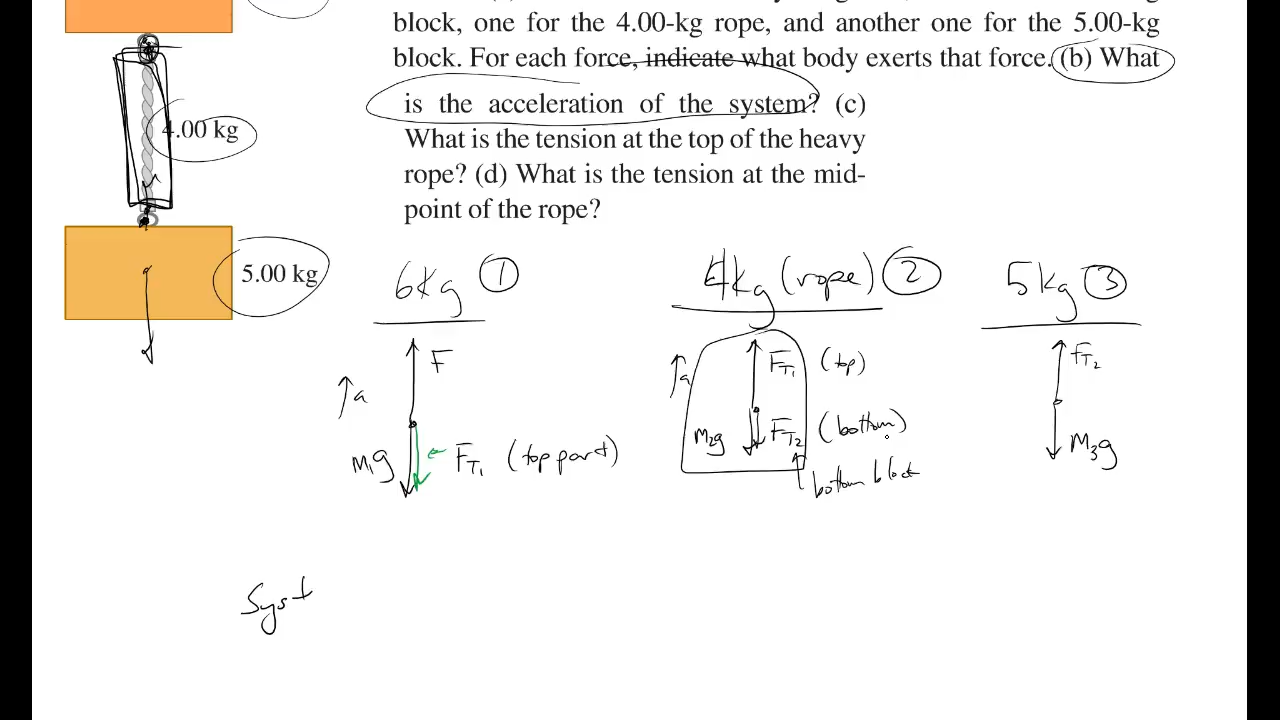 block, one for the 4.00-kg rope, and another one for the 5.00-kg
block. For each force, indicate what body exerts that force. (b) What
is the acceleration of the system? (c)
What is the tension at the top of the heavy
rope? (d) What is the tension at the mid-
point of the rope?
4.00 kg
5.00 kg
6kg ①
4kg (rope) ②
5kg ③
F
a
m₁g
F_T₁ (top part)
a
F_T₁ (top)
m₂g F_T₂ (bottom)
bottom block
F_T₂
m₃g
Syst